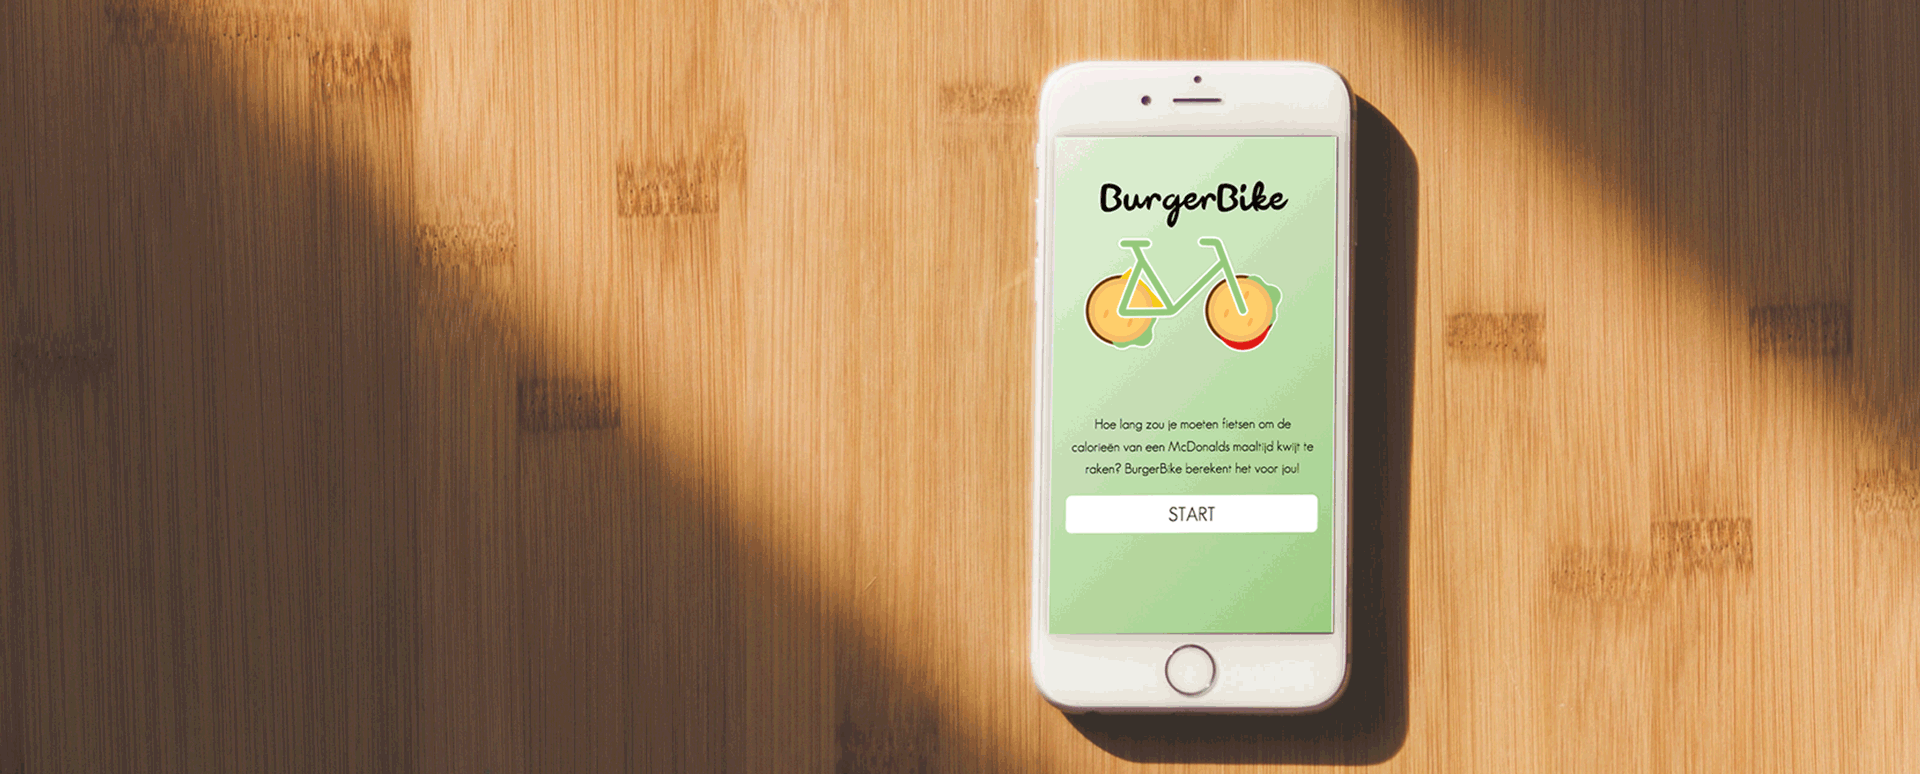 BurgerBike
Hoe lang zou je moeten fietsen om de
calorieën van een McDonalds maaltijd kwijt te
raken? BurgerBike berekent het voor jou!
START